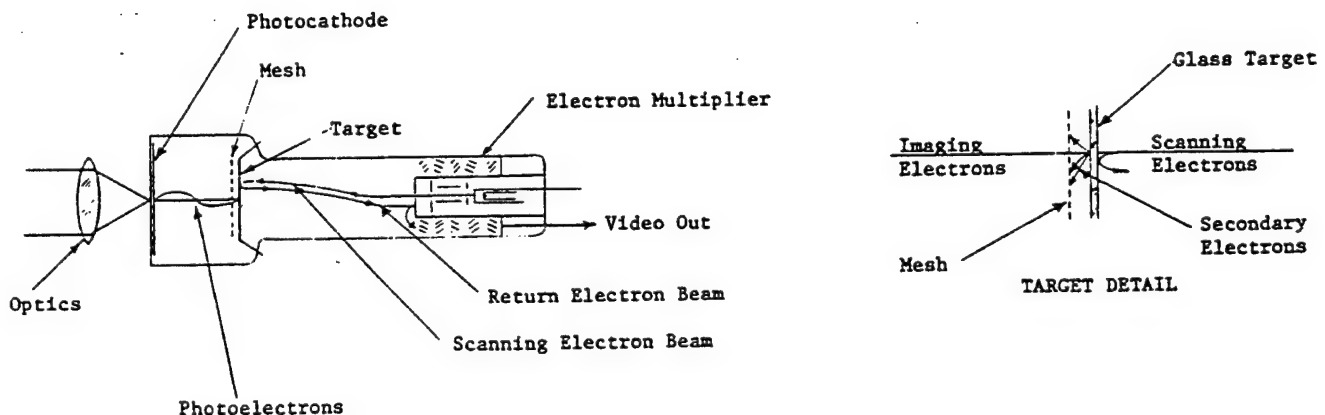 Photocathode
Mesh
Electron Multiplier
Target
Video Out
Optics
Return Electron Beam
Scanning Electron Beam
Photoelectrons
Glass Target
Imaging
Electrons
Scanning
Electrons
Secondary
Electrons
Mesh
TARGET DETAIL